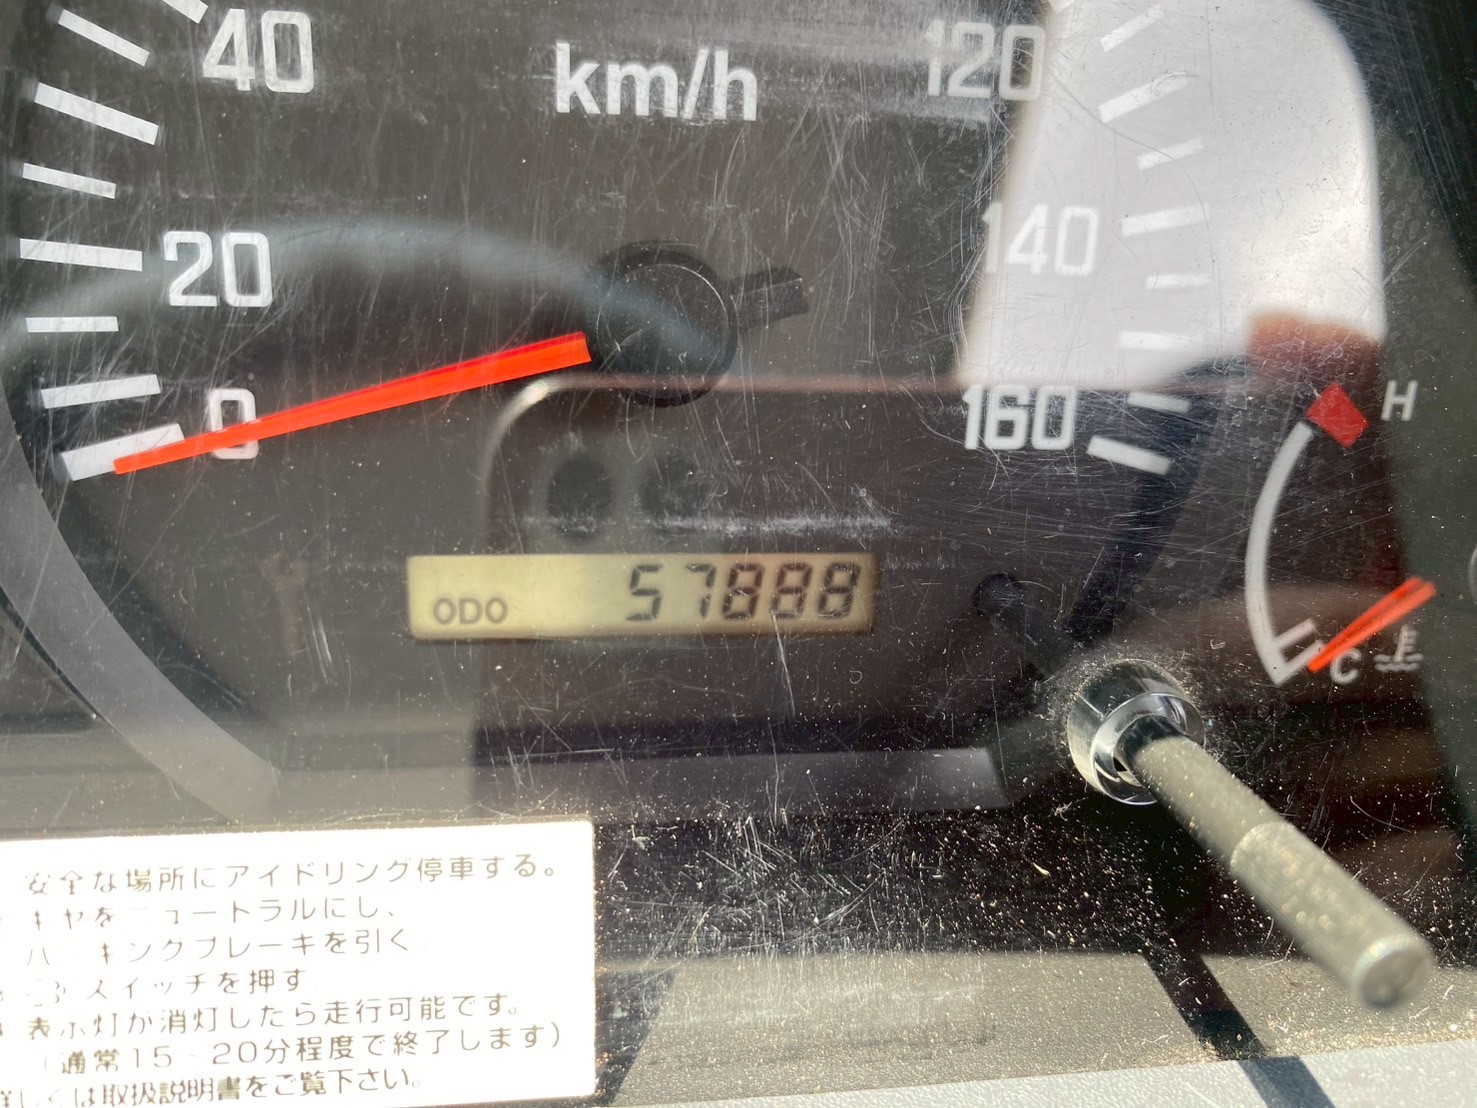 40
km/h
120
20
140
0
160
H
ODO 57888
C
安全な場所にアイドリング停車する。
キヤをニュートラルにし、
ハーキングブレーキを引く
スイッチを押す
表示灯が消灯したら走行可能です。
(通常15 20分程度で終了します)
詳しくは取扱説明書をご覧下さい。